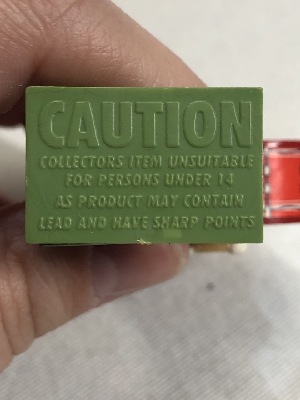 CAUTION
COLLECTORS ITEM UNSUITABLE
FOR PERSONS UNDER 14
AS PRODUCT MAY CONTAIN
LEAD AND HAVE SHARP POINTS